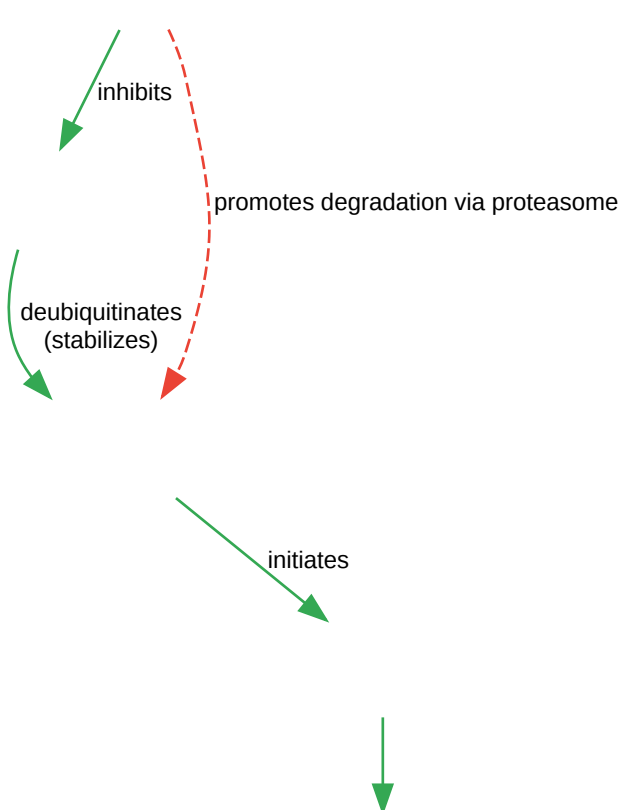 inhibits
promotes degradation via proteasome
deubiquitinates
(stabilizes)
initiates